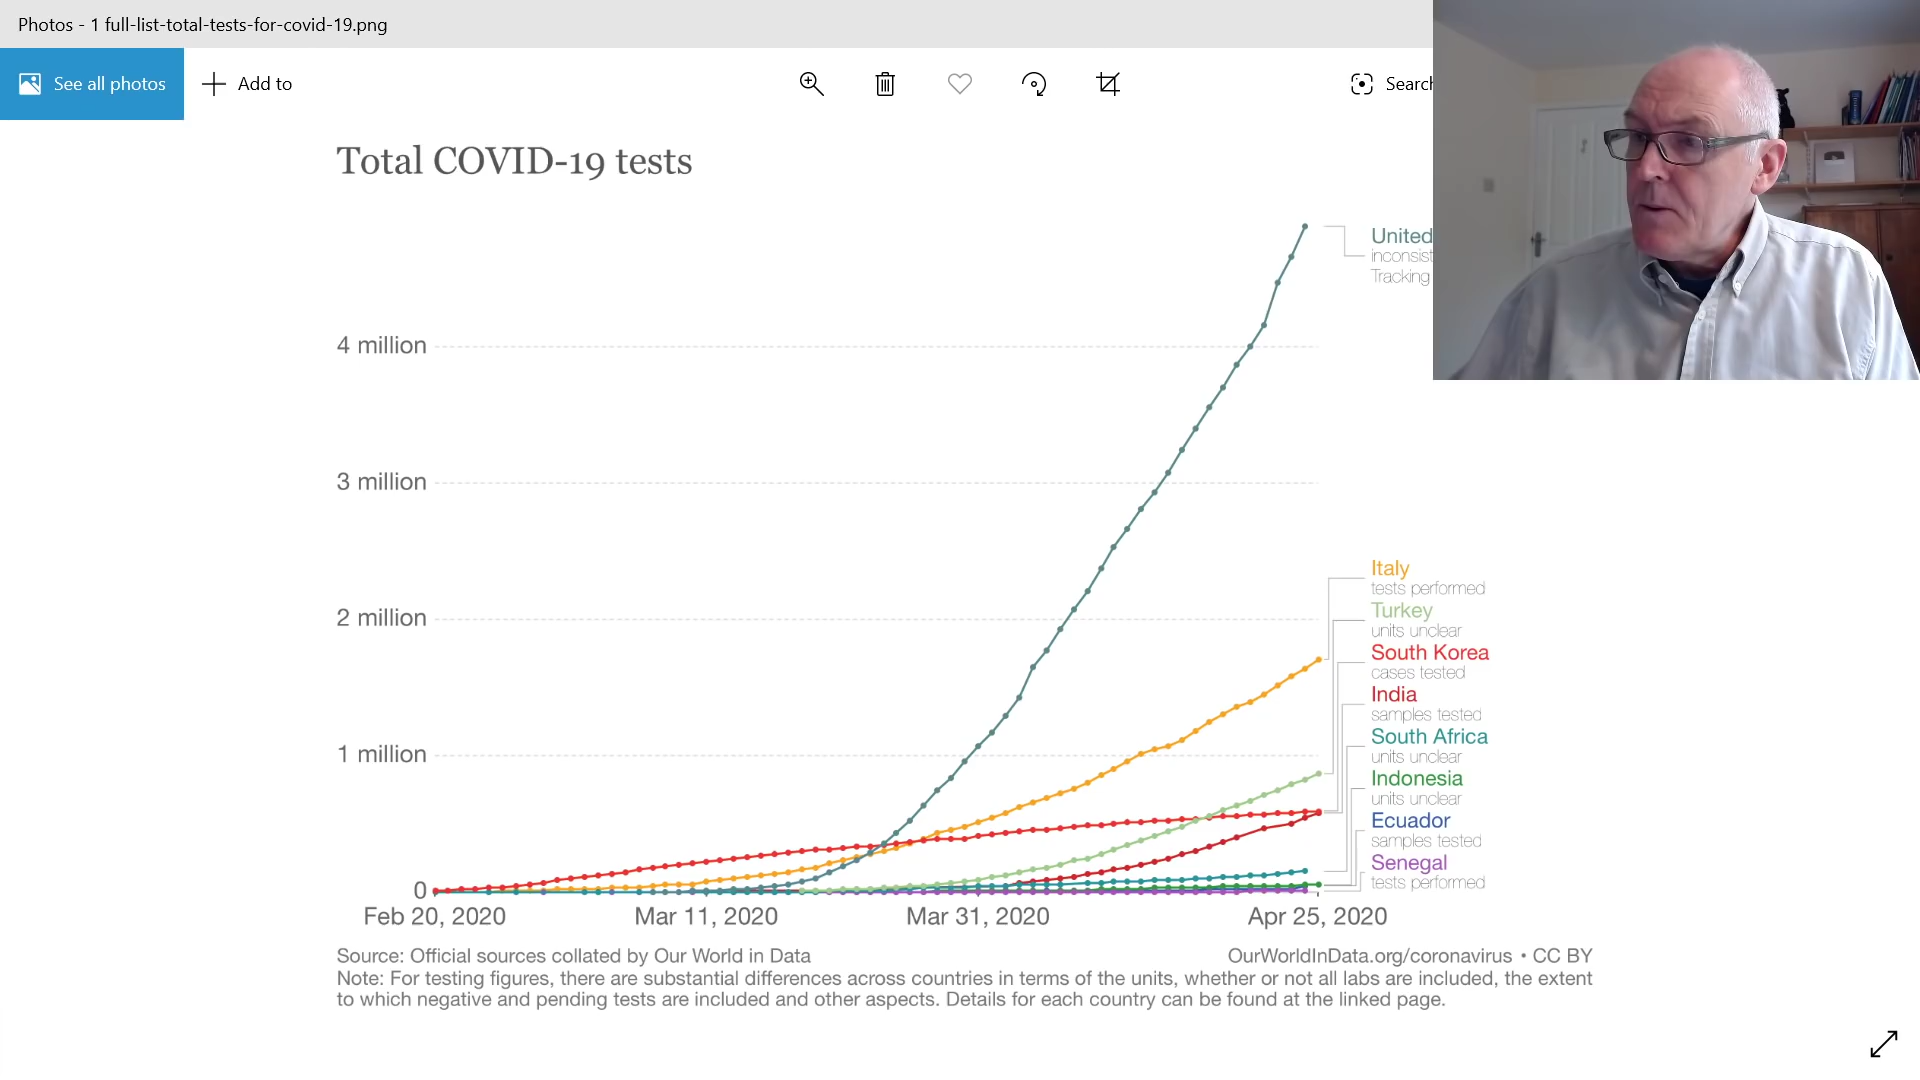 Photos - 1 full-list-total-tests-for-covid-19.png
See all photos
Add to
Search
Total COVID-19 tests
United
inconsist
Tracking
4 million
3 million
2 million
1 million
0
Italy
tests performed
Turkey
units unclear
South Korea
cases tested
India
samples tested
South Africa
units unclear
Indonesia
units unclear
Ecuador
samples tested
Senegal
tests performed
Feb 20, 2020 Mar 11, 2020 Mar 31, 2020 Apr 25, 2020
Source: Official sources collated by Our World in Data OurWorldInData.org/coronavirus • CC BY
Note: For testing figures, there are substantial differences across countries in terms of the units, whether or not all labs are included, the extent
to which negative and pending tests are included and other aspects. Details for each country can be found at the linked page.